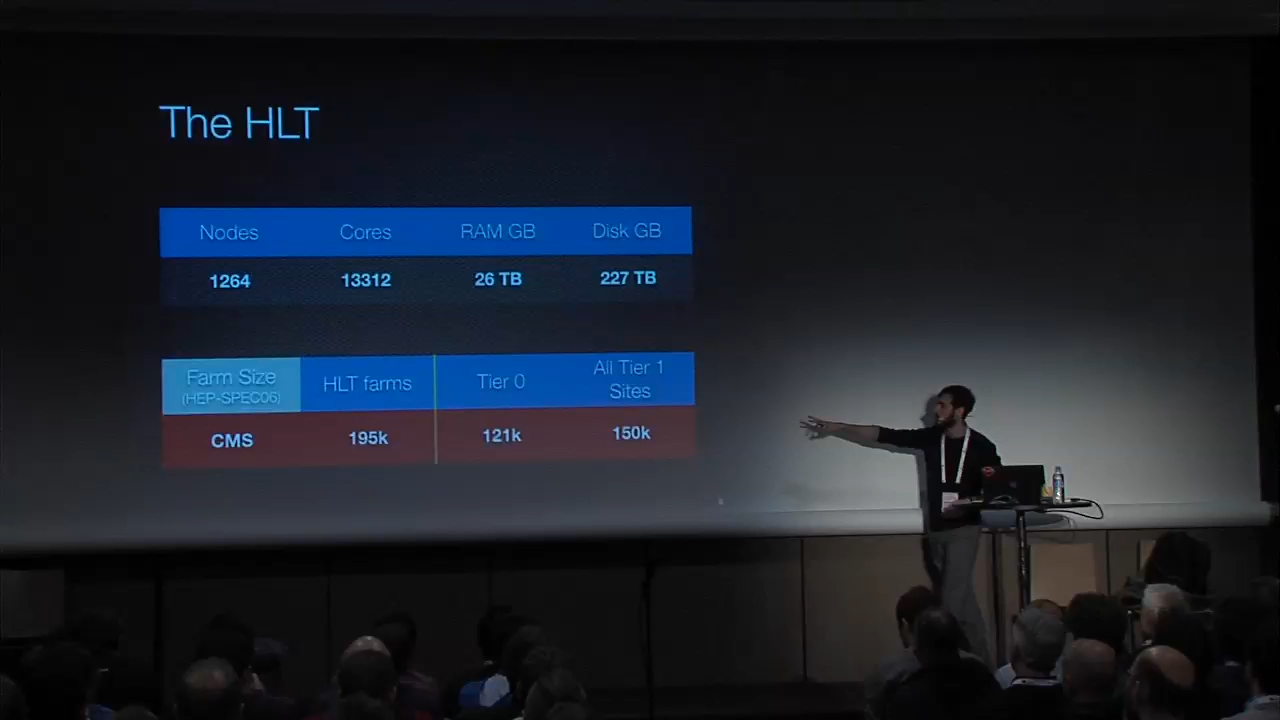 The HLT
Nodes Cores RAM GB Disk GB
1264 13312 26 TB 227 TB
Farm Size (HEP-SPEC06) HLT farms Tier 0 All Tier 1 Sites
CMS 195k 121k 150k